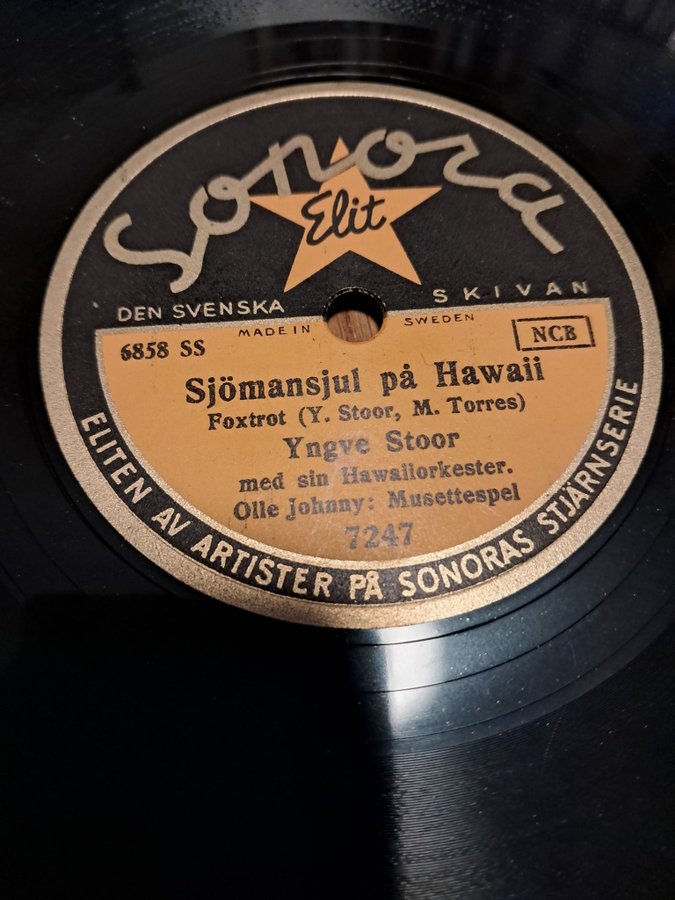 Sonora
Elit
DEN SVENSKA SKIVAN
MADE IN SWEDEN
6858 SS
NCB
Sjömansjul på Hawaii
Foxtrot (Y. Stoor, M. Torres)
Yngve Stoor
med sin Hawaiiorkester.
Olle Johnny: Musettespel
7247
ELITEN AV ARTISTER PÅ SONORAS STJÄRNSERIE